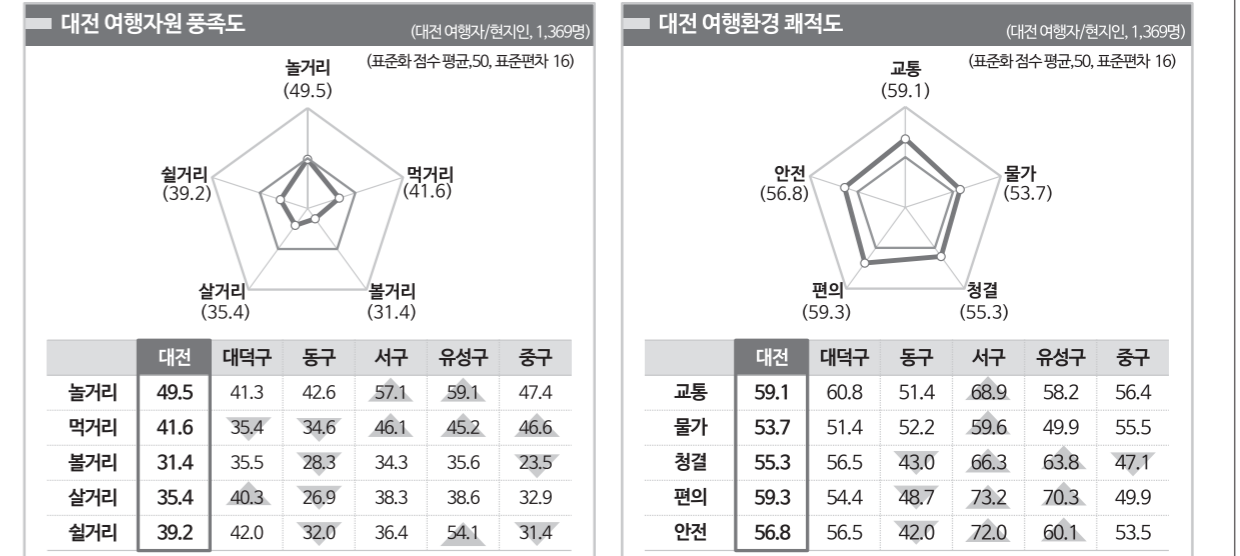 대전 여행자원 풍족도 (대전 여행자/현지인, 1,369명)
(표준화 점수 평균,50, 표준편차 16)
놀거리
(49.5)
쉴거리
(39.2)
먹거리
(41.6)
살거리
(35.4)
볼거리
(31.4)
대전 대덕구 동구 서구 유성구 중구
놀거리 49.5 41.3 42.6 57.1 59.1 47.4
먹거리 41.6 35.4 34.6 46.1 45.2 46.6
볼거리 31.4 35.5 28.3 34.3 35.6 23.5
살거리 35.4 40.3 26.9 38.3 38.6 32.9
쉴거리 39.2 42.0 32.0 36.4 54.1 31.4
대전 여행환경 쾌적도 (대전 여행자/현지인, 1,369명)
(표준화 점수 평균,50, 표준편차 16)
교통
(59.1)
안전
(56.8)
물가
(53.7)
편의
(59.3)
청결
(55.3)
대전 대덕구 동구 서구 유성구 중구
교통 59.1 60.8 51.4 68.9 58.2 56.4
물가 53.7 51.4 52.2 59.6 49.9 55.5
청결 55.3 56.5 43.0 66.3 63.8 47.1
편의 59.3 54.4 48.7 73.2 70.3 49.9
안전 56.8 56.5 42.0 72.0 60.1 53.5